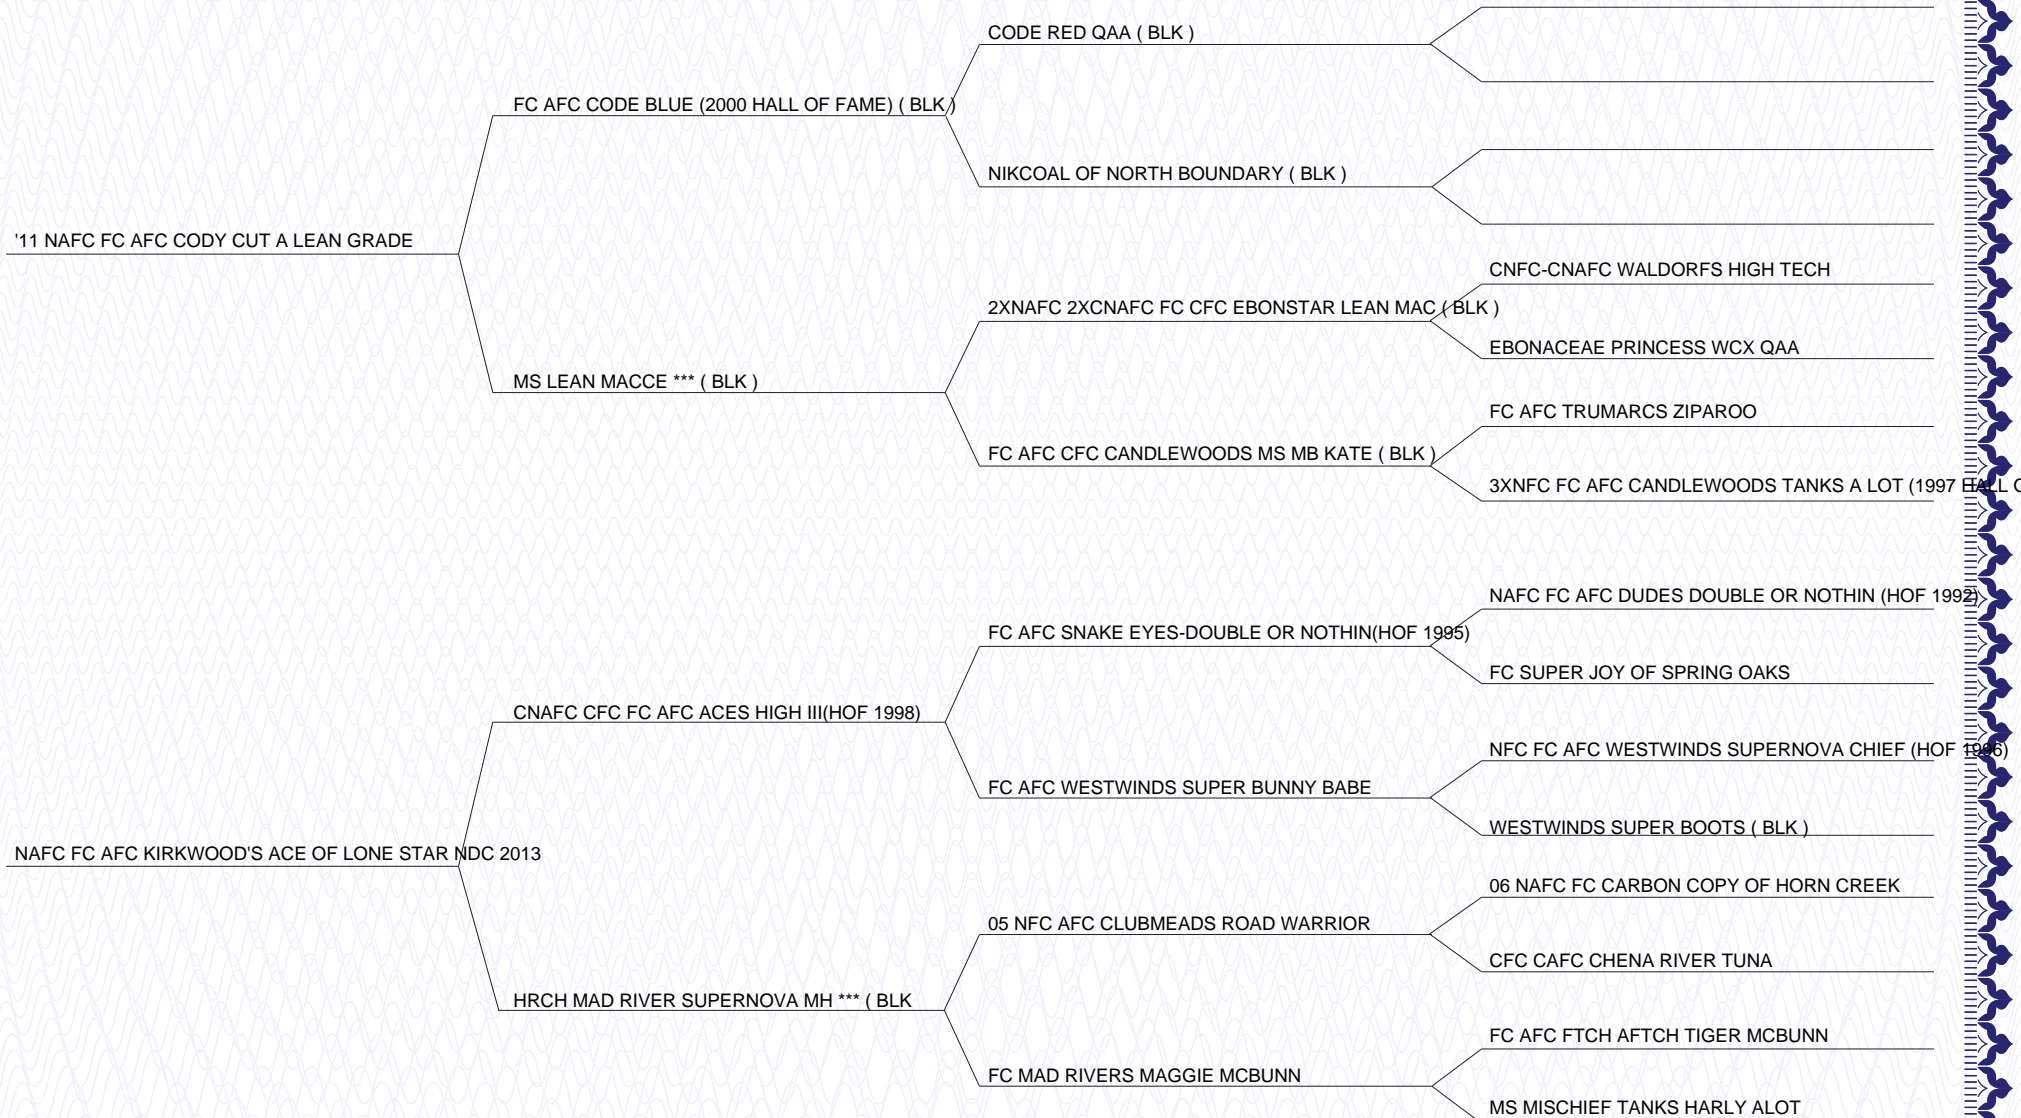 CODE RED QAA ( BLK )
FC AFC CODE BLUE (2000 HALL OF FAME) ( BLK )
NIKCOAL OF NORTH BOUNDARY ( BLK )
'11 NAFC FC AFC CODY CUT A LEAN GRADE
CNFC-CNAFC WALDORFS HIGH TECH
2XNAFC 2XCNAFC FC CFC EBONSTAR LEAN MAC ( BLK )
EBONACEAE PRINCESS WCX QAA
MS LEAN MACCE *** ( BLK )
FC AFC TRUMARCS ZIPAROO
FC AFC CFC CANDLEWOODS MS MB KATE ( BLK )
3XNFC FC AFC CANDLEWOODS TANKS A LOT (1997 HALL
NAFC FC AFC DUDES DOUBLE OR NOTHIN (HOF 1992)
FC AFC SNAKE EYES-DOUBLE OR NOTHIN(HOF 1995)
FC SUPER JOY OF SPRING OAKS
CNAFC CFC FC AFC ACES HIGH III(HOF 1998)
NFC FC AFC WESTWINDS SUPERNOVA CHIEF (HOF 1996)
FC AFC WESTWINDS SUPER BUNNY BABE
WESTWINDS SUPER BOOTS ( BLK )
NAFC FC AFC KIRKWOOD'S ACE OF LONE STAR NDC 2013
06 NAFC FC CARBON COPY OF HORN CREEK
05 NFC AFC CLUBMEADS ROAD WARRIOR
CFC CAFC CHENA RIVER TUNA
HRCH MAD RIVER SUPERNOVA MH *** ( BLK
FC AFC FTCH AFTCH TIGER MCBUNN
FC MAD RIVERS MAGGIE MCBUNN
MS MISCHIEF TANKS HARLY ALOT